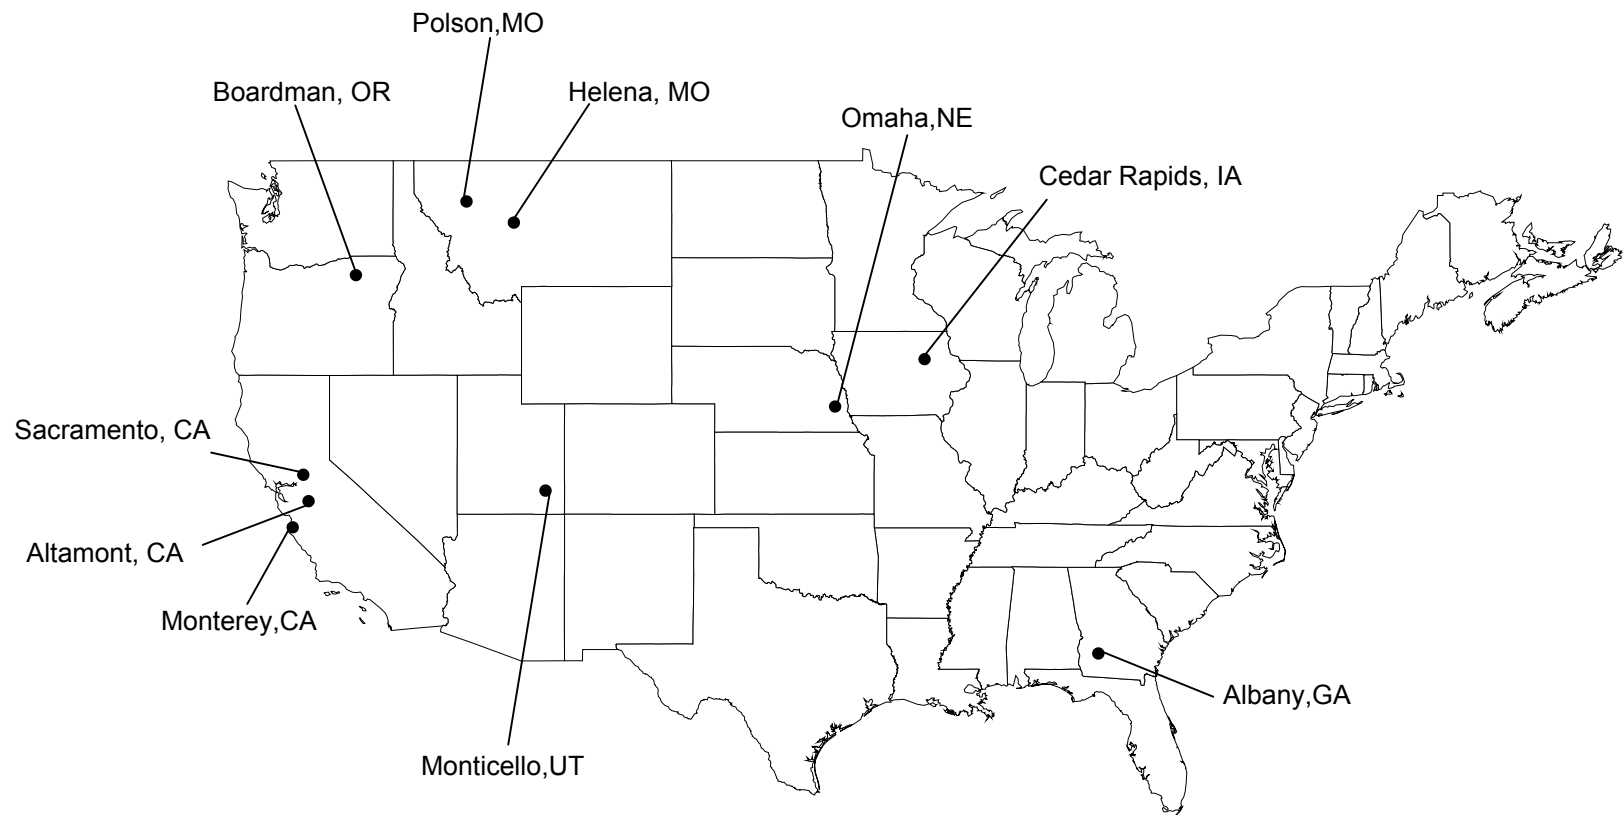 Polson,MO
Boardman, OR
Helena, MO
Omaha,NE
Cedar Rapids, IA
Sacramento, CA
Altamont, CA
Monterey,CA
Albany,GA
Monticello,UT